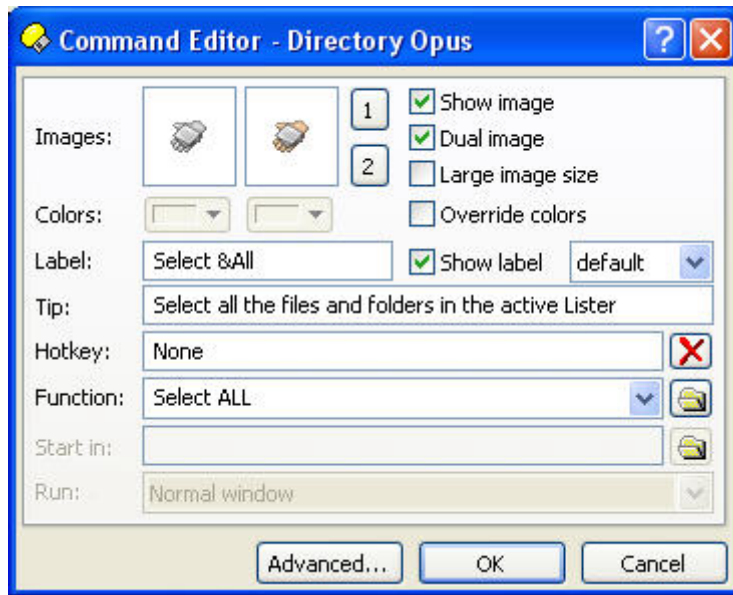 Command Editor - Directory Opus
?
Images:
1
2
Show image
Dual image
Large image size
Colors:
Override colors
Label:
Select &All
Show label
default
Tip:
Select all the files and folders in the active Lister
Hotkey:
None
Function:
Select ALL
Start in:
Run:
Normal window
Advanced...
OK
Cancel